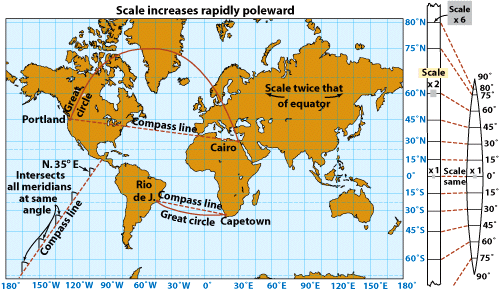 Scale increases rapidly poleward
Great
circle
Portland
Compass line
Cairo
Scale twice that
of equator
N. 35° E
Intersects
all meridians
at same
angle
Compass line
Rio
de J.
Compass line
Great circle
Capetown
180° 150°W 120°W 90°W 60°W 30°W 0° 30°E 60°E 90°E 120°E 150°E 180°
80°N
75°N
60°N
45°N
30°N
15°N
0°
15°S
30°S
45°S
60°S
Scale
x 6
Scale
x 2
x 1
Scale
same
x 1
90°
80°
75°
60°
45°
30°
15°
0°
15°
30°
45°
60°
75°
90°